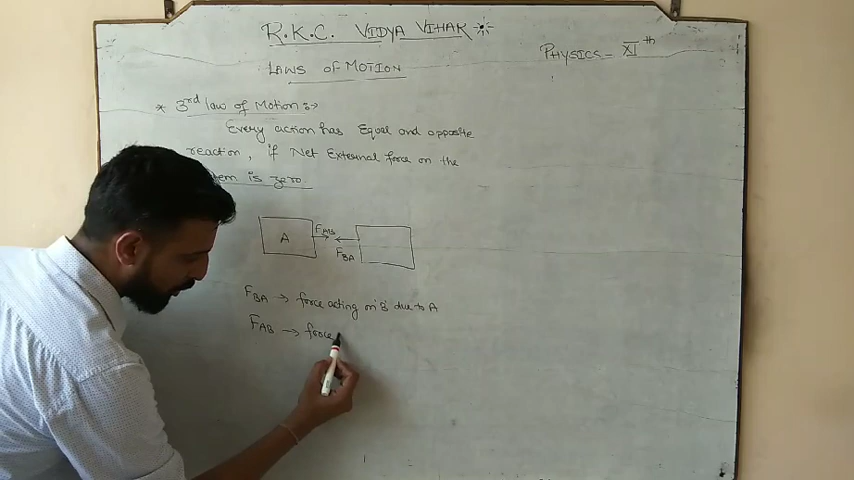 R.K.C. VIDYA VIHAR
PHYSICS - XI th
LAWS OF MOTION
* 3rd law of Motion :->
Every action has Equal and opposite
reaction, if Net External force on the
is zero
A FAB FBA
FBA → force acting on 'B' due to A
FAB → force